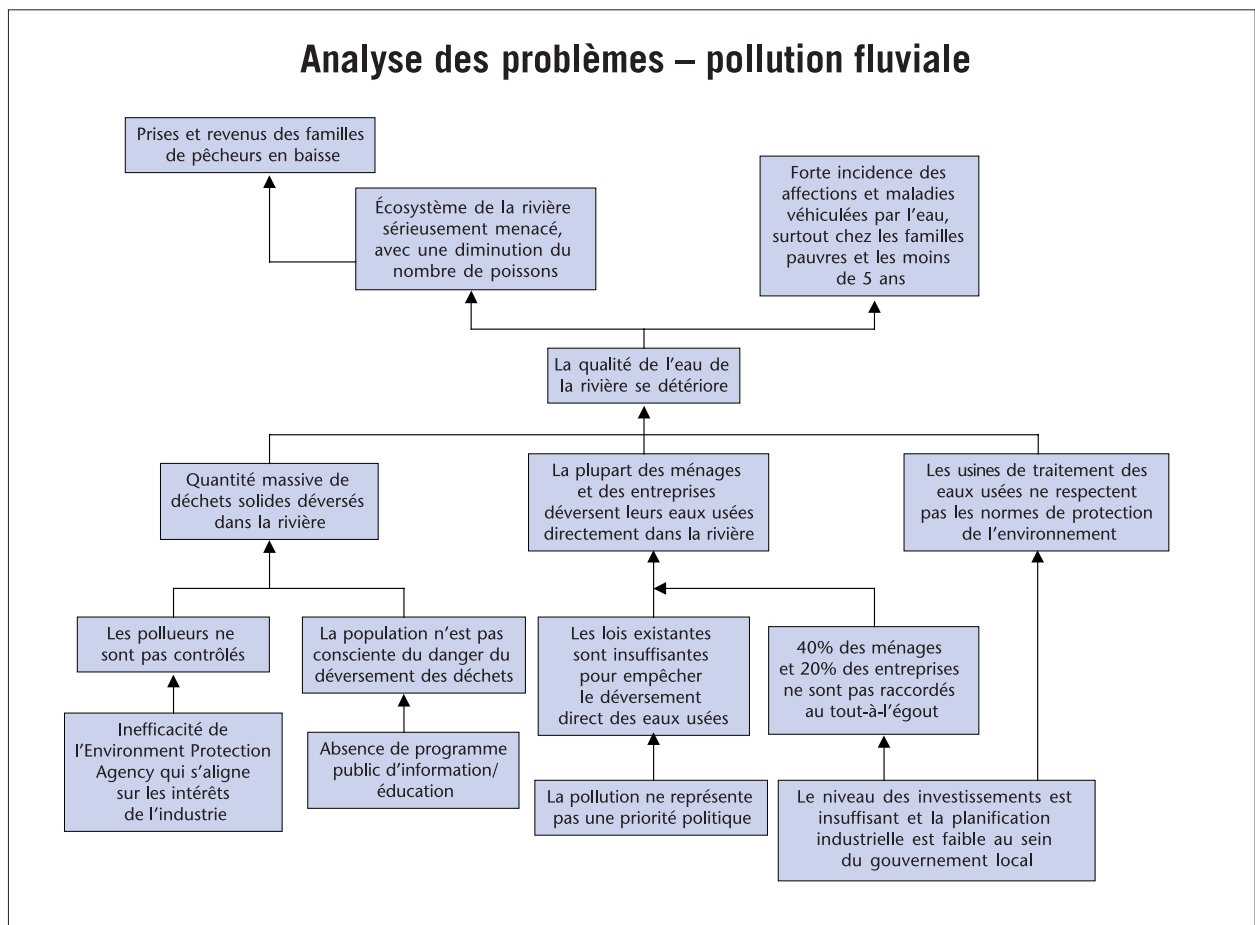 Analyse des problèmes – pollution fluviale
Prises et revenus des familles
de pêcheurs en baisse
Écosystème de la rivière
sérieusement menacé,
avec une diminution du
nombre de poissons
Forte incidence des
affections et maladies
véhiculées par l'eau,
surtout chez les familles
pauvres et les moins
de 5 ans
La qualité de l'eau de
la rivière se détériore
Quantité massive de
déchets solides déversés
dans la rivière
La plupart des ménages
et des entreprises
déversent leurs eaux usées
directement dans la rivière
Les usines de traitement des
eaux usées ne respectent
pas les normes de protection
de l'environnement
Les pollueurs ne
sont pas contrôlés
La population n'est pas
consciente du danger du
déversement des déchets
Les lois existantes
sont insuffisantes
pour empêcher
le déversement
direct des eaux usées
40% des ménages
et 20% des entreprises
ne sont pas raccordés
au tout-à-l'égout
Inefficacité de
l'Environment Protection
Agency qui s'aligne
sur les intérêts
de l'industrie
Absence de programme
public d'information/
éducation
La pollution ne représente
pas une priorité politique
Le niveau des investissements est
insuffisant et la planification
industrielle est faible au sein
du gouvernement local